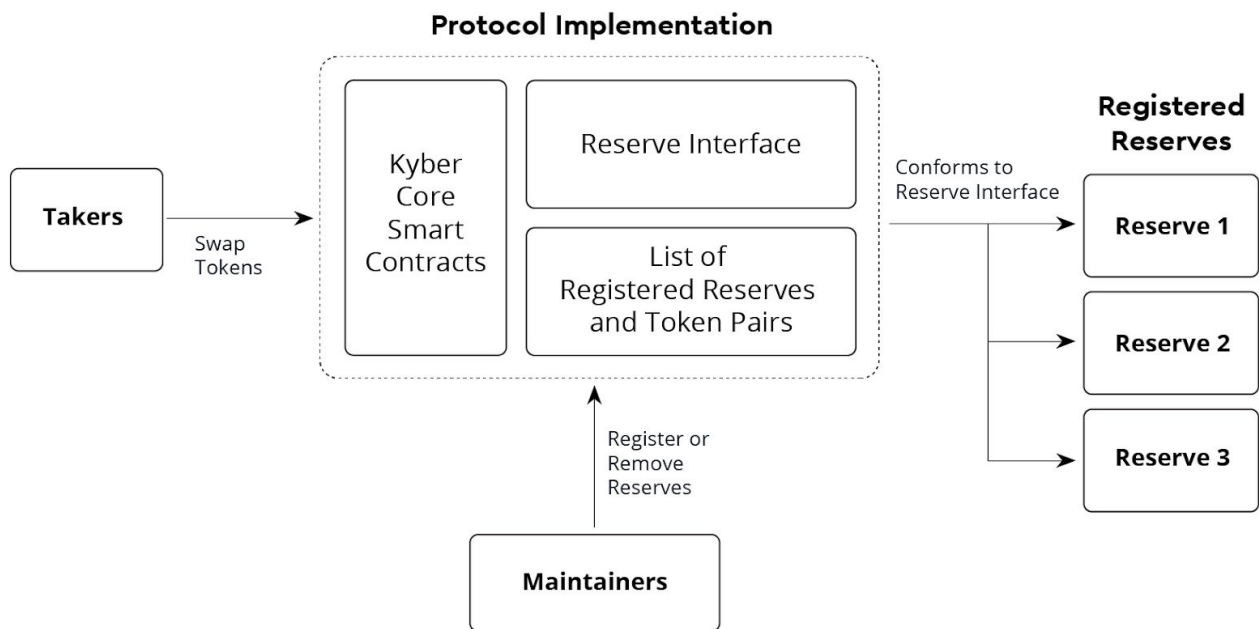 Protocol Implementation
Kyber
Core
Smart
Contracts
Reserve Interface
List of
Registered Reserves
and Token Pairs
Takers
Swap
Tokens
Conforms to
Reserve Interface
Registered
Reserves
Reserve 1
Reserve 2
Reserve 3
Register or
Remove
Reserves
Maintainers